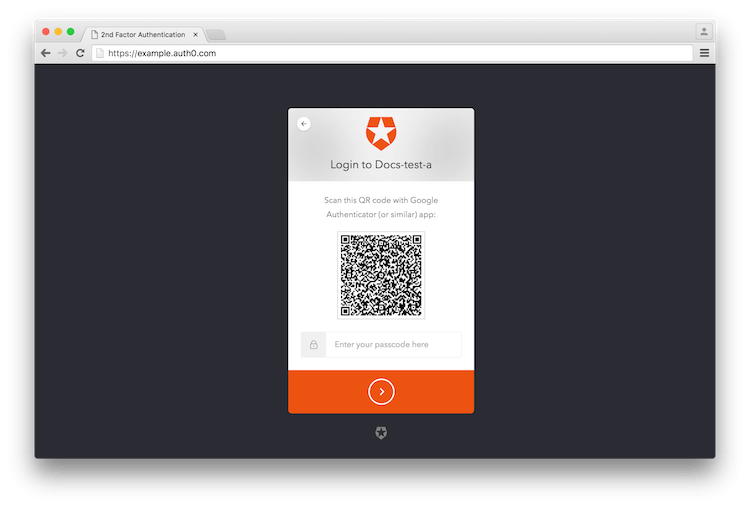 2nd Factor Authentication
https://example.auth0.com
Login to Docs-test-a
Scan this QR code with Google
Authenticator (or similar) app:
Enter your passcode here